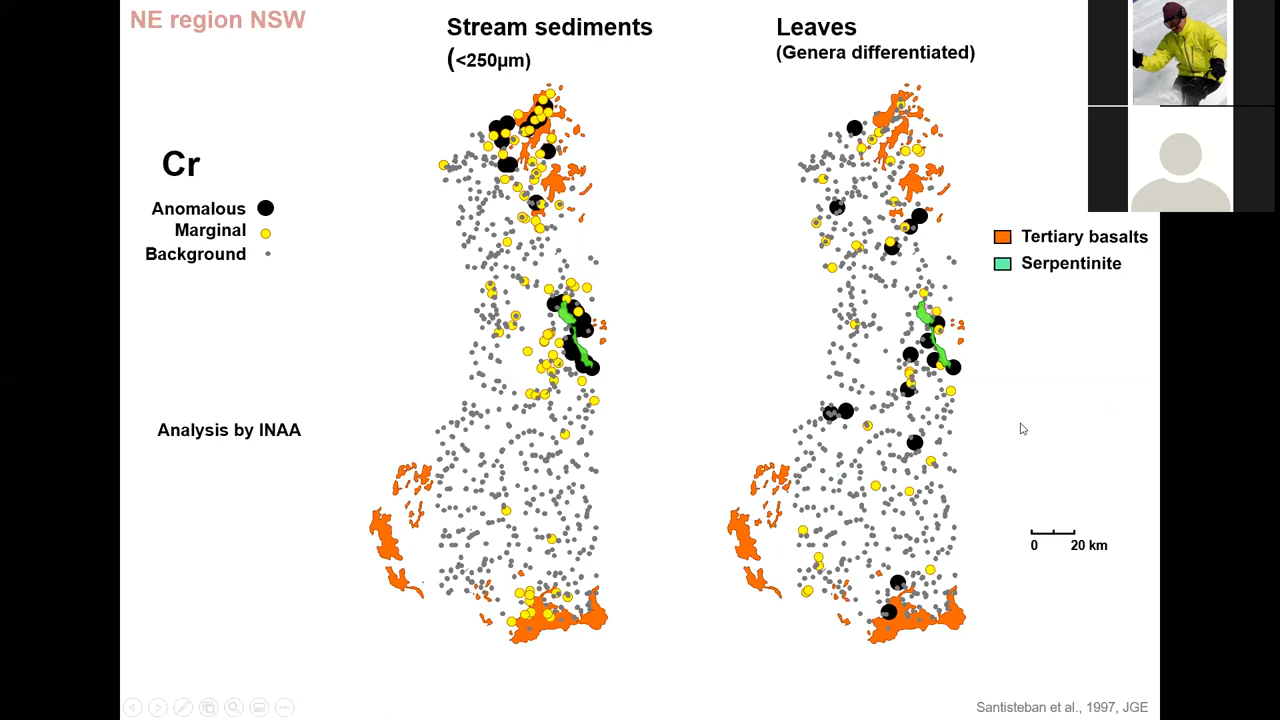 NE region NSW
Stream sediments
(<250µm)
Leaves
(Genera differentiated)
Cr
Anomalous
Marginal
Background
Tertiary basalts
Serpentinite
Analysis by INAA
0 20 km
Santisteban et al., 1997, JGE